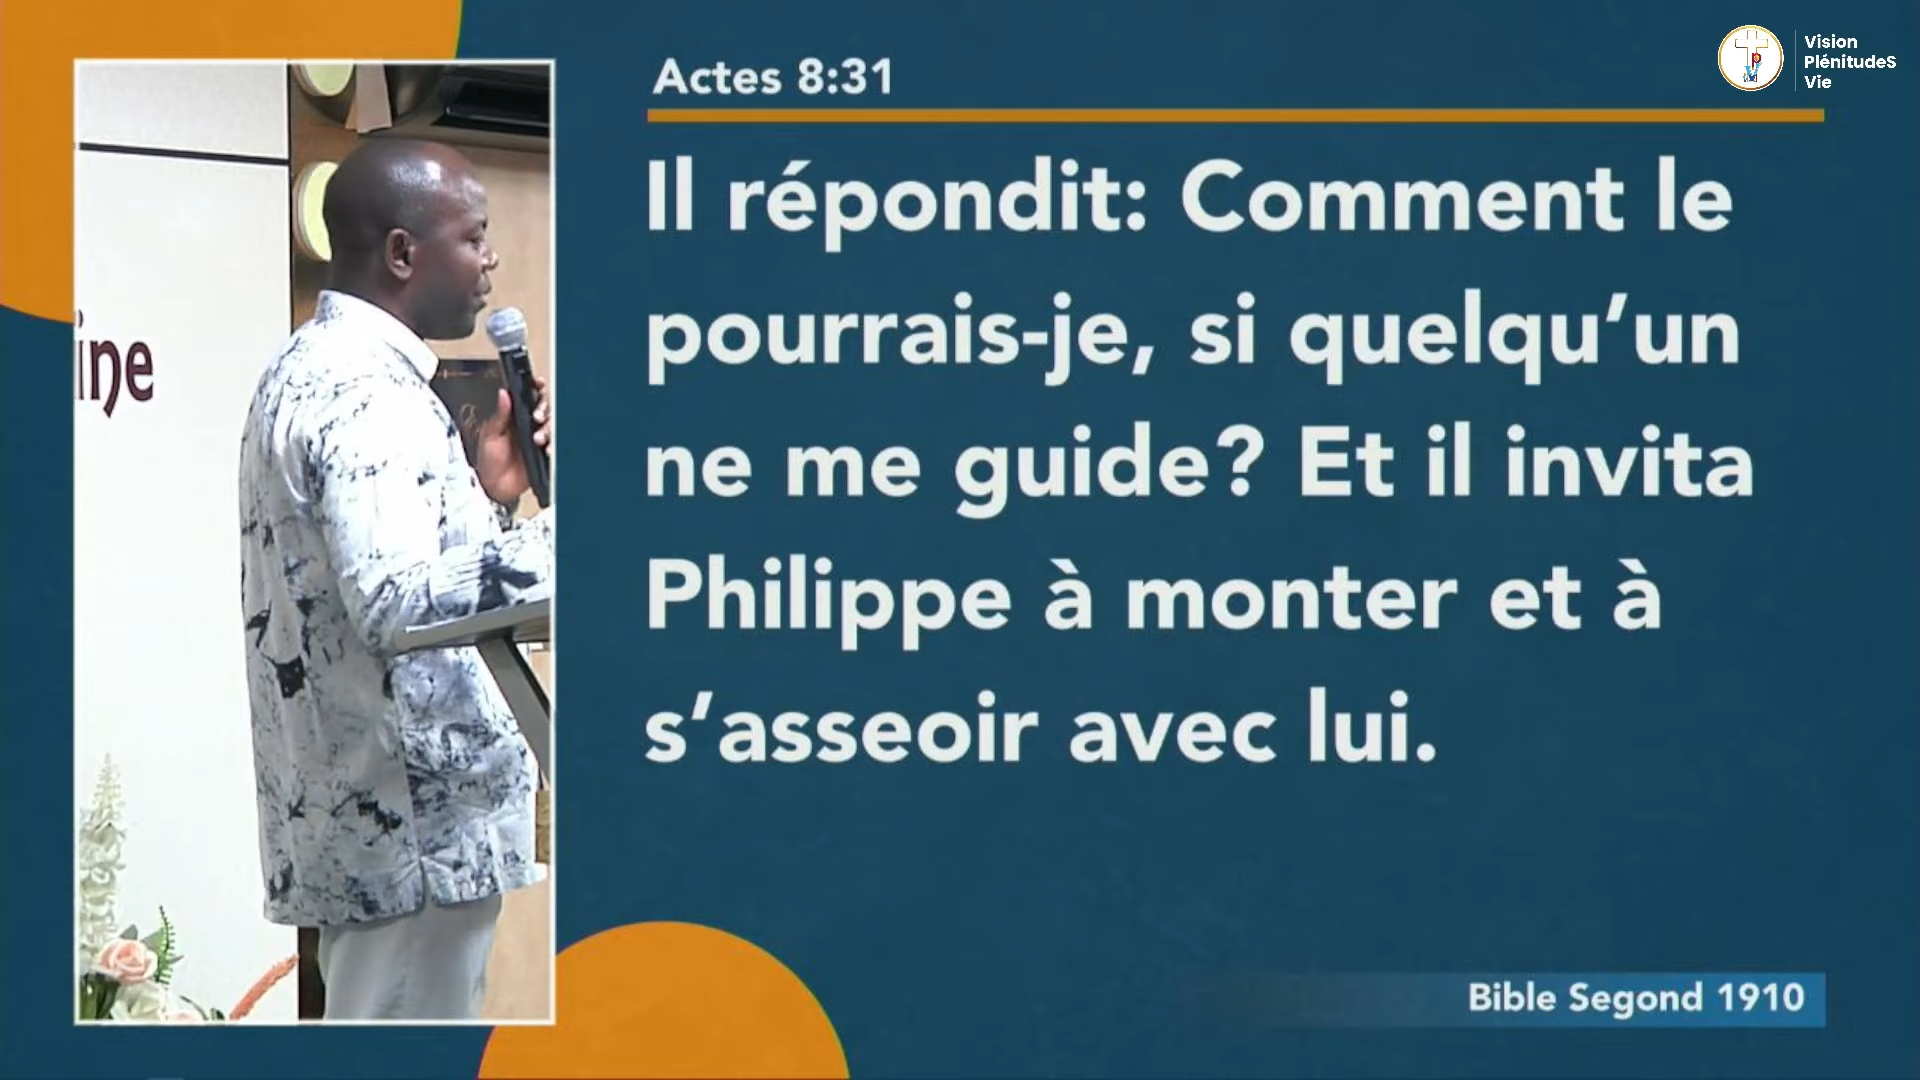 Actes 8:31
Vision
PlénitudeS
Vie
Il répondit: Comment le
pourrais-je, si quelqu’un
ne me guide? Et il invita
Philippe à monter et à
s’asseoir avec lui.
ine
Bible Segond 1910